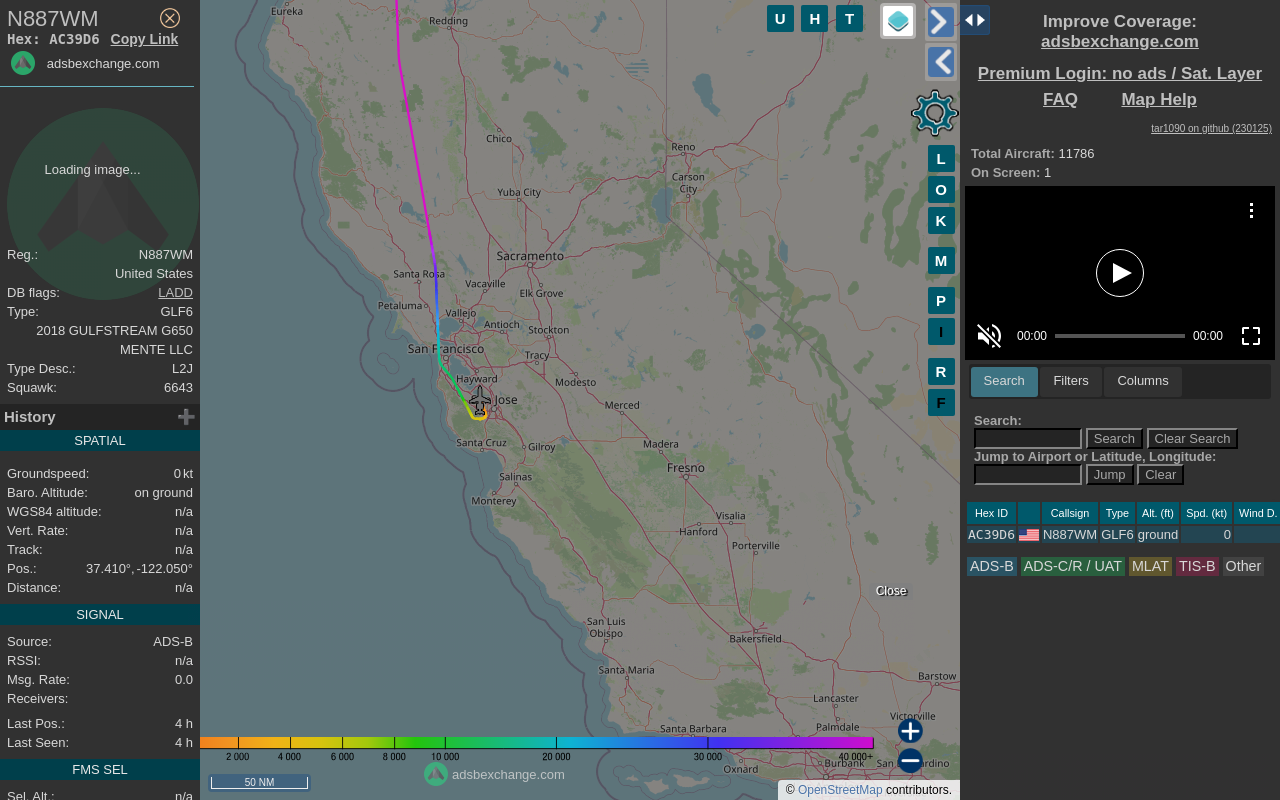 N887WM
Hex: AC39D6 Copy Link
adsbexchange.com
Loading image...
Reg.: N887WM
United States
DB flags: LADD
Type: GLF6
2018 GULFSTREAM G650
MENTE LLC
Type Desc.: L2J
Squawk: 6643
History
SPATIAL
Groundspeed: 0 kt
Baro. Altitude: on ground
WGS84 altitude: n/a
Vert. Rate: n/a
Track: n/a
Pos.: 37.410°, -122.050°
Distance: n/a
SIGNAL
Source: ADS-B
RSSI: n/a
Msg. Rate: 0.0
Receivers:
Last Pos.: 4 h
Last Seen: 4 h
FMS SEL
Sel. Alt.: n/a
U H T
Eureka
Redding
Chico
Reno
Carson
City
Yuba City
Sacramento
Santa Rosa
Vacaville
Elk Grove
Petaluma
Vallejo
Antioch
Stockton
San Francisco
Tracy
Hayward
Modesto
Jose
Merced
Santa Cruz
Gilroy
Madera
Fresno
Salinas
Monterey
Visalia
Hanford
Porterville
Close
San Luis
Obispo
Bakersfield
Santa Maria
Barstow
Lancaster
Victorville
Palmdale
Santa Barbara
Burbank
Oxnard
L
O
K
M
P
I
R
F
2 000 4 000 6 000 8 000 10 000 20 000 30 000 40 000+
50 NM
adsbexchange.com
© OpenStreetMap contributors.
Improve Coverage:
adsbexchange.com
Premium Login: no ads / Sat. Layer
FAQ Map Help
tar1090 on github (230125)
Total Aircraft: 11786
On Screen: 1
00:00 00:00
Search Filters Columns
Search:
Search Clear Search
Jump to Airport or Latitude, Longitude:
Jump Clear
Hex ID Callsign Type Alt. (ft) Spd. (kt) Wind D.
AC39D6 N887WM GLF6 ground 0
ADS-B ADS-C/R / UAT MLAT TIS-B Other